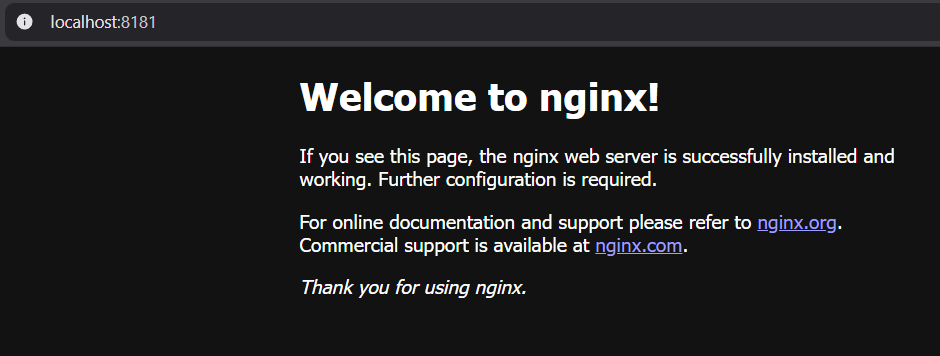 localhost:8181
Welcome to nginx!
If you see this page, the nginx web server is successfully installed and
working. Further configuration is required.
For online documentation and support please refer to nginx.org.
Commercial support is available at nginx.com.
Thank you for using nginx.